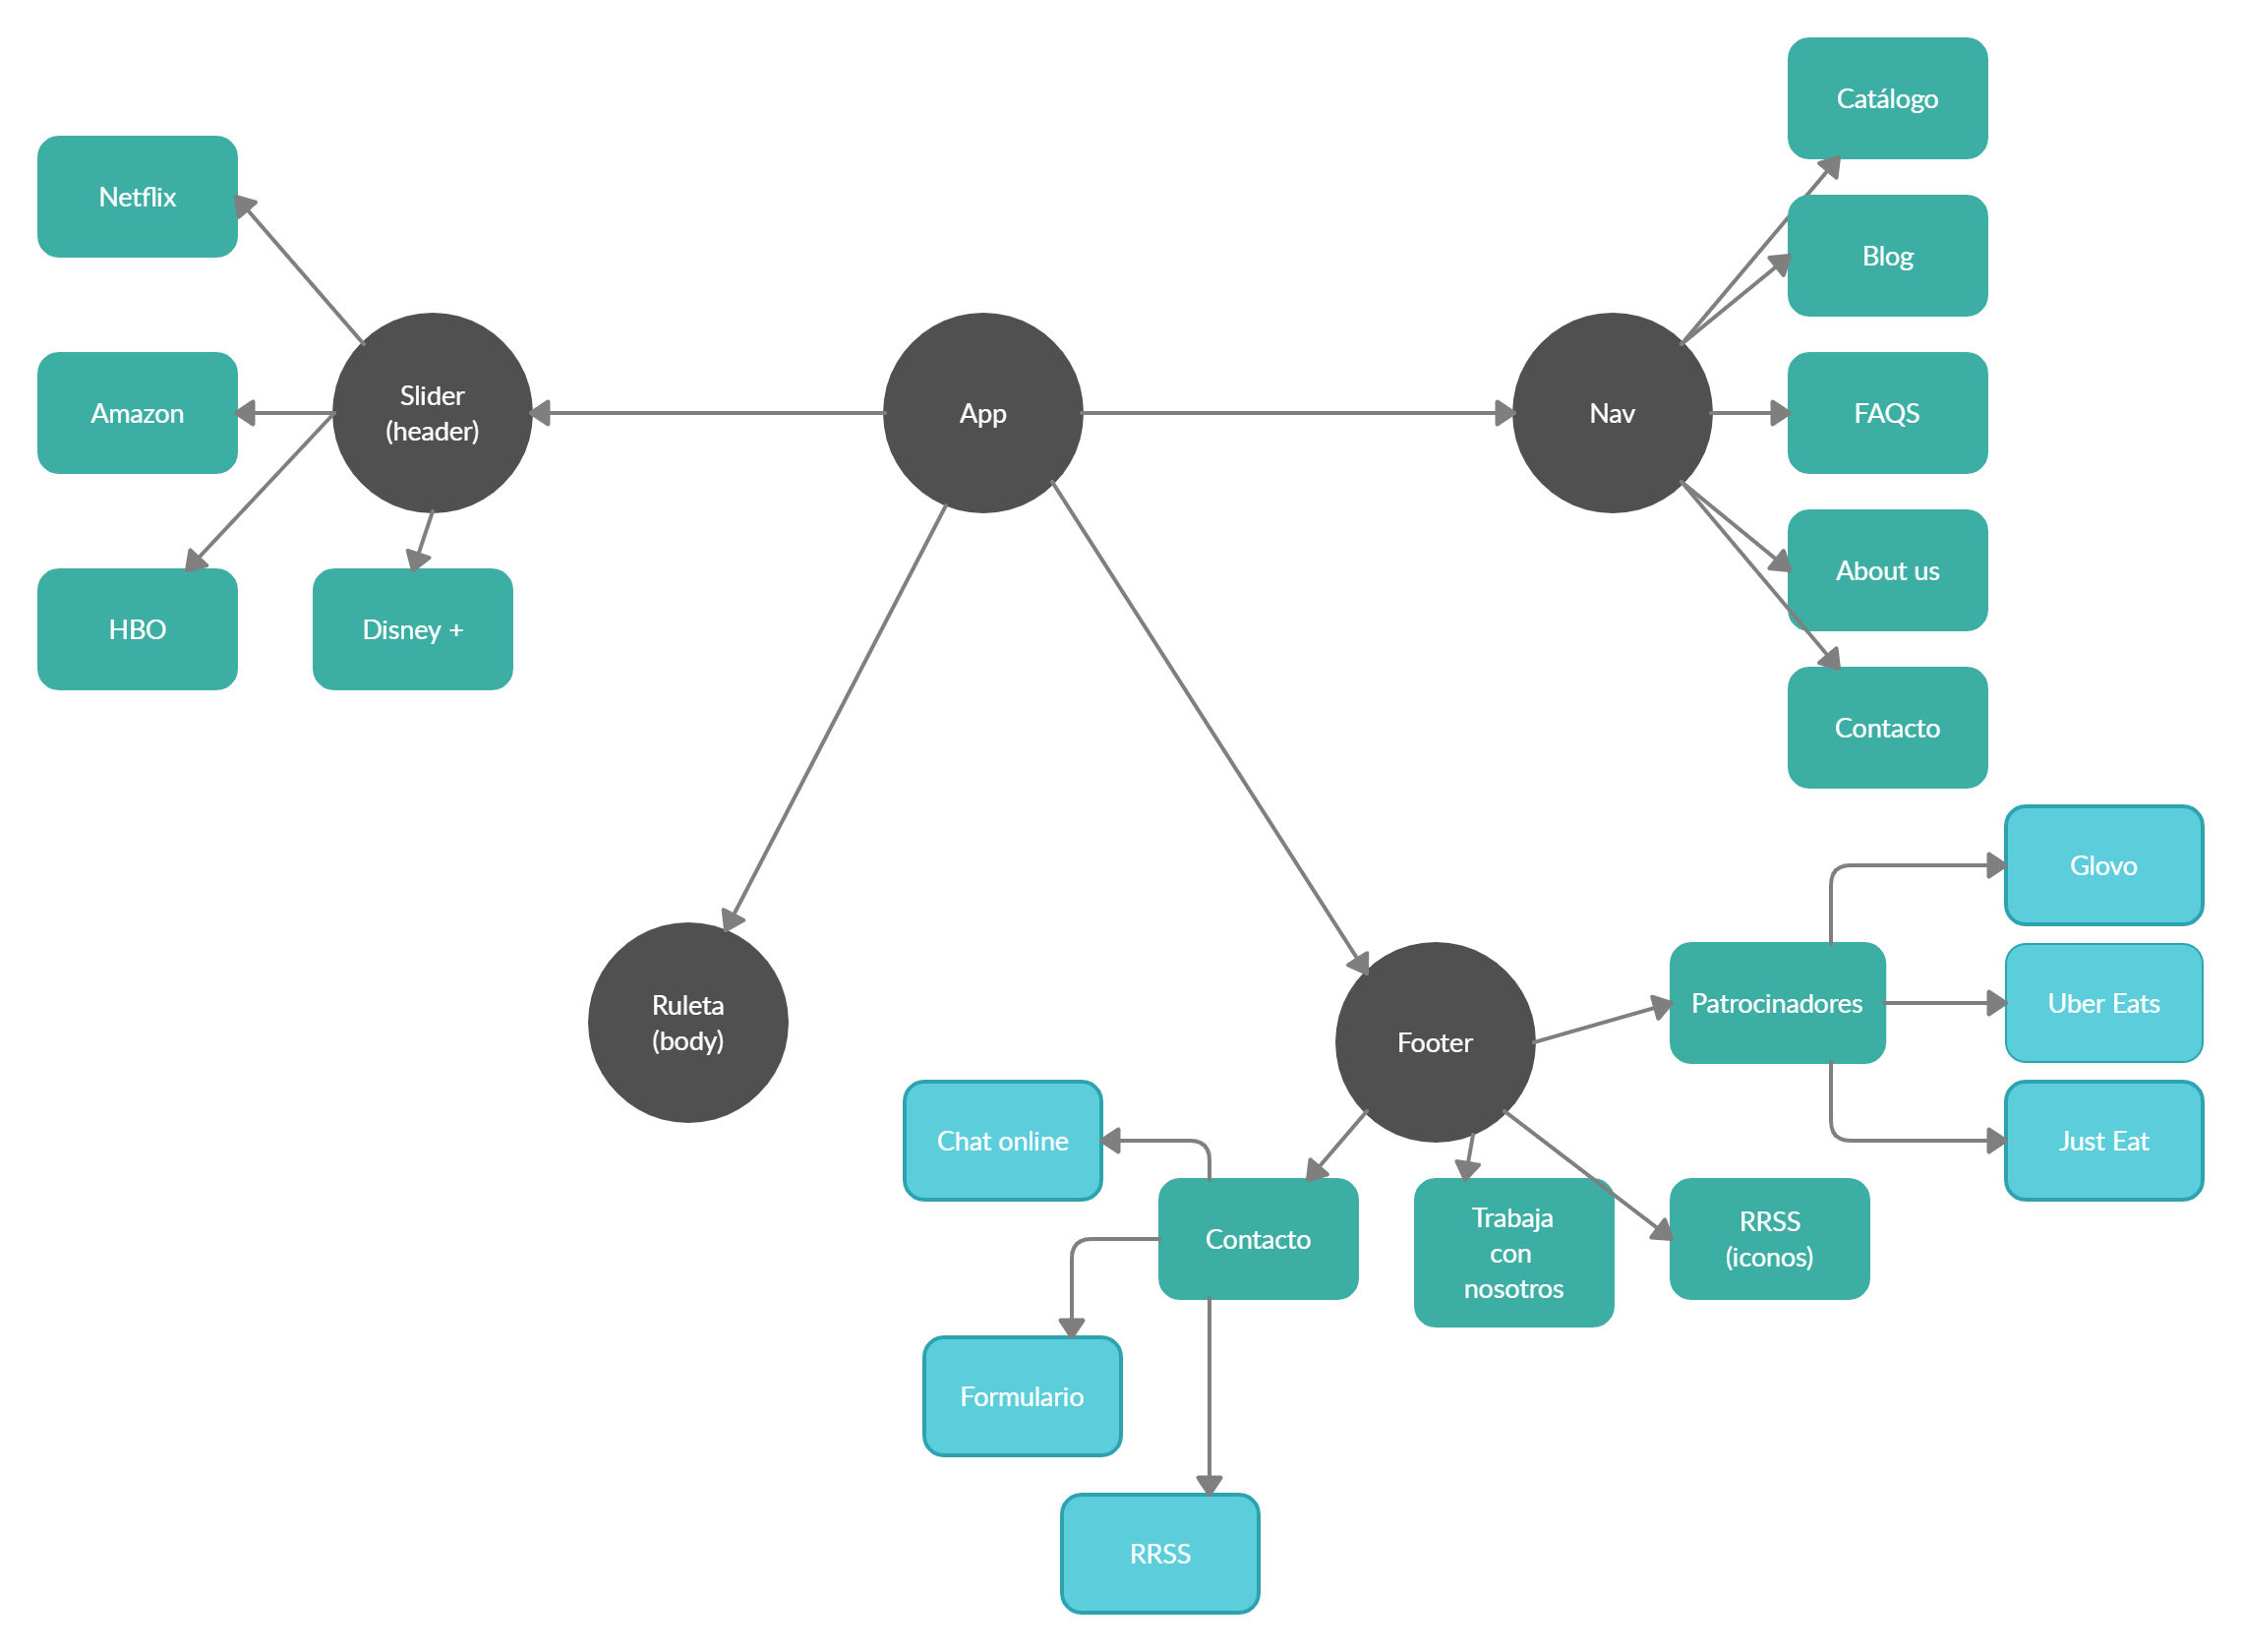 Catálogo
Netflix
Blog
Amazon
Slider
(header)
App
Nav
FAQS
About us
HBO
Disney +
Contacto
Glovo
Ruleta
(body)
Footer
Patrocinadores
Uber Eats
Chat online
Just Eat
Contacto
Trabaja
con
nosotros
RRSS
(iconos)
Formulario
RRSS